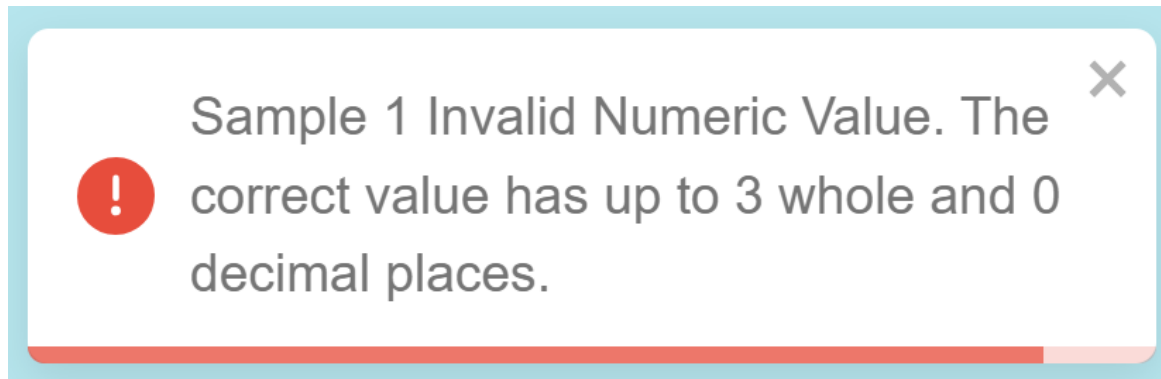 Sample 1 Invalid Numeric Value. The
correct value has up to 3 whole and 0
decimal places.